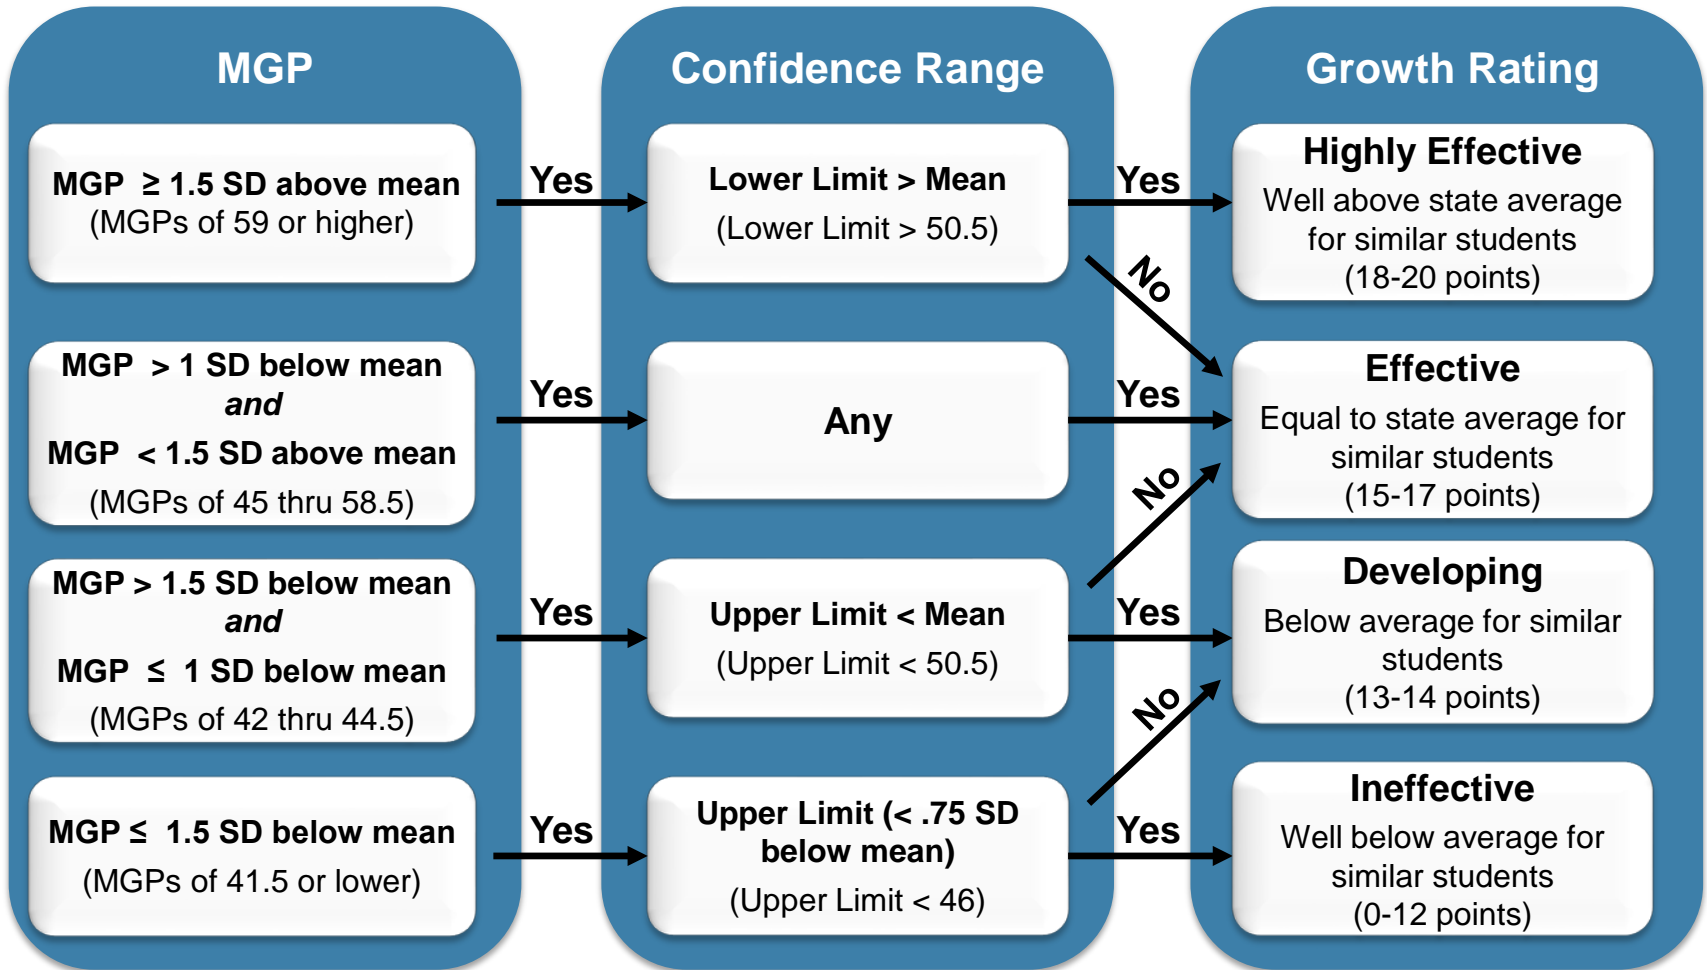 MGP
MGP ≥ 1.5 SD above mean
(MGPs of 59 or higher)
MGP > 1 SD below mean
and
MGP < 1.5 SD above mean
(MGPs of 45 thru 58.5)
MGP > 1.5 SD below mean
and
MGP ≤ 1 SD below mean
(MGPs of 42 thru 44.5)
MGP ≤ 1.5 SD below mean
(MGPs of 41.5 or lower)
Yes
Yes
Yes
Yes
Confidence Range
Lower Limit > Mean
(Lower Limit > 50.5)
Any
Upper Limit < Mean
(Upper Limit < 50.5)
Upper Limit (< .75 SD
below mean)
(Upper Limit < 46)
Yes
No
Yes
No
Yes
No
Yes
Growth Rating
Highly Effective
Well above state average
for similar students
(18-20 points)
Effective
Equal to state average for
similar students
(15-17 points)
Developing
Below average for similar
students
(13-14 points)
Ineffective
Well below average for
similar students
(0-12 points)